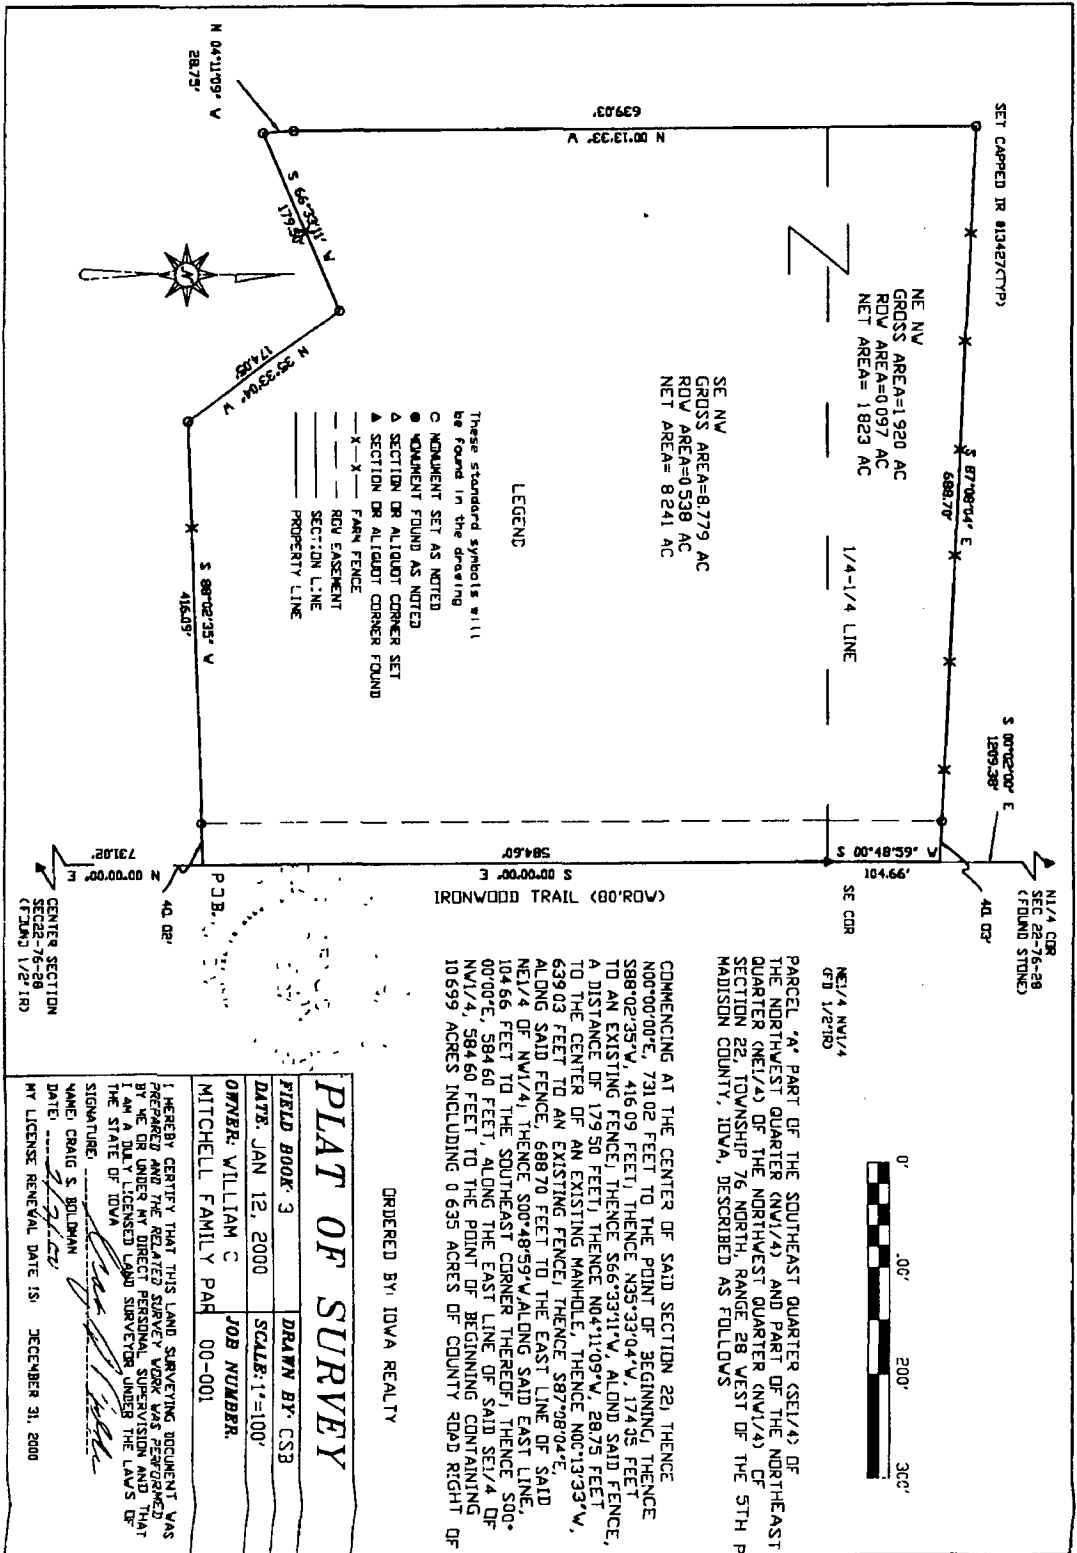 SET CAPPED IR #13427(TYP)
N 04°11'09" W
28.75'
639.03'
N 00°13'33" W
S 66°33'11" W
179.50'
N 35°33'04" W
174.05'
S 88°02'35" W
416.09'
S 87°08'04" E
688.70'
NE NW
GROSS AREA=1 920 AC
ROW AREA=0 097 AC
NET AREA= 1 823 AC
1/4-1/4 LINE
SE NW
GROSS AREA=8.779 AC
ROW AREA=0 538 AC
NET AREA= 8 241 AC
LEGEND
These standard symbols will
be found in the drawing
MONUMENT SET AS NOTED
MONUMENT FOUND AS NOTED
SECTION OR ALIQUOT CORNER SET
SECTION OR ALIQUOT CORNER FOUND
FARM FENCE
ROW EASEMENT
SECTION LINE
PROPERTY LINE
S 00°02'00" E
1209.38'
N1/4 COR
SEC 22-76-28
(FOUND STONE)
40. 03'
S 00°48'59" W
104.66'
SE COR
NE1/4 NW1/4
(FD 1/2"IR)
584.60'
S 00°00'00" E
IRONWOOD TRAIL (80'ROW)
P.O.B.
40. 02'
731.02'
N 00°00'00" E
CENTER SECTION
SEC22-76-28
(FOUND 1/2"IR)
0' 200' 300'
PARCEL "A" PART OF THE SOUTHEAST QUARTER (SE1/4) OF
THE NORTHWEST QUARTER (NW1/4) AND PART OF THE NORTHEAST
QUARTER (NE1/4) OF THE NORTHWEST QUARTER (NW1/4) OF
SECTION 22, TOWNSHIP 76 NORTH, RANGE 28 WEST OF THE 5TH P
MADISON COUNTY, IOWA, DESCRIBED AS FOLLOWS
COMMENCING AT THE CENTER OF SAID SECTION 22, THENCE
N00°00'00"E, 731 02 FEET TO THE POINT OF BEGINNING, THENCE
S88°02'35"W, 416 09 FEET, THENCE N35°33'04"W, 174 05 FEET
TO AN EXISTING FENCE, THENCE S66°33'11"W, ALOND SAID FENCE,
A DISTANCE OF 179 50 FEET, THENCE N04°11'09"W, 28.75 FEET
TO THE CENTER OF AN EXISTING MANHOLE, THENCE N00°13'33"W,
639 03 FEET TO AN EXISTING FENCE, THENCE S87°08'04"E,
ALONG SAID FENCE, 688 70 FEET TO THE EAST LINE OF SAID
NE1/4 OF NW1/4, THENCE S00°48'59"W,ALONG SAID EAST LINE,
104 66 FEET TO THE SOUTHEAST CORNER THEREOF, THENCE S00°
00'00"E, 584 60 FEET, ALONG THE EAST LINE OF SAID SE1/4 OF
NW1/4, 584 60 FEET TO THE POINT OF BEGINNING CONTAINING
10 699 ACRES INCLUDING 0 635 ACRES OF COUNTY ROAD RIGHT OF
ORDERED BY: IOWA REALTY
PLAT OF SURVEY
FIELD BOOK: 3 DRAWN BY: CSB
DATE: JAN 12, 2000 SCALE: 1"=100'
OWNER: WILLIAM C JOB NUMBER:
MITCHELL FAMILY PAR 00-001
I HEREBY CERTIFY THAT THIS LAND SURVEYING DOCUMENT WAS
PREPARED AND THE RELATED SURVEY WORK WAS PERFORMED
BY ME OR UNDER MY DIRECT PERSONAL SUPERVISION AND THAT
I AM A DULY LICENSED LAND SURVEYOR UNDER THE LAWS OF
THE STATE OF IOWA
SIGNATURE:
NAME: CRAIG S. BOLDMAN
DATE:
MY LICENSE RENEWAL DATE IS: DECEMBER 31, 2000